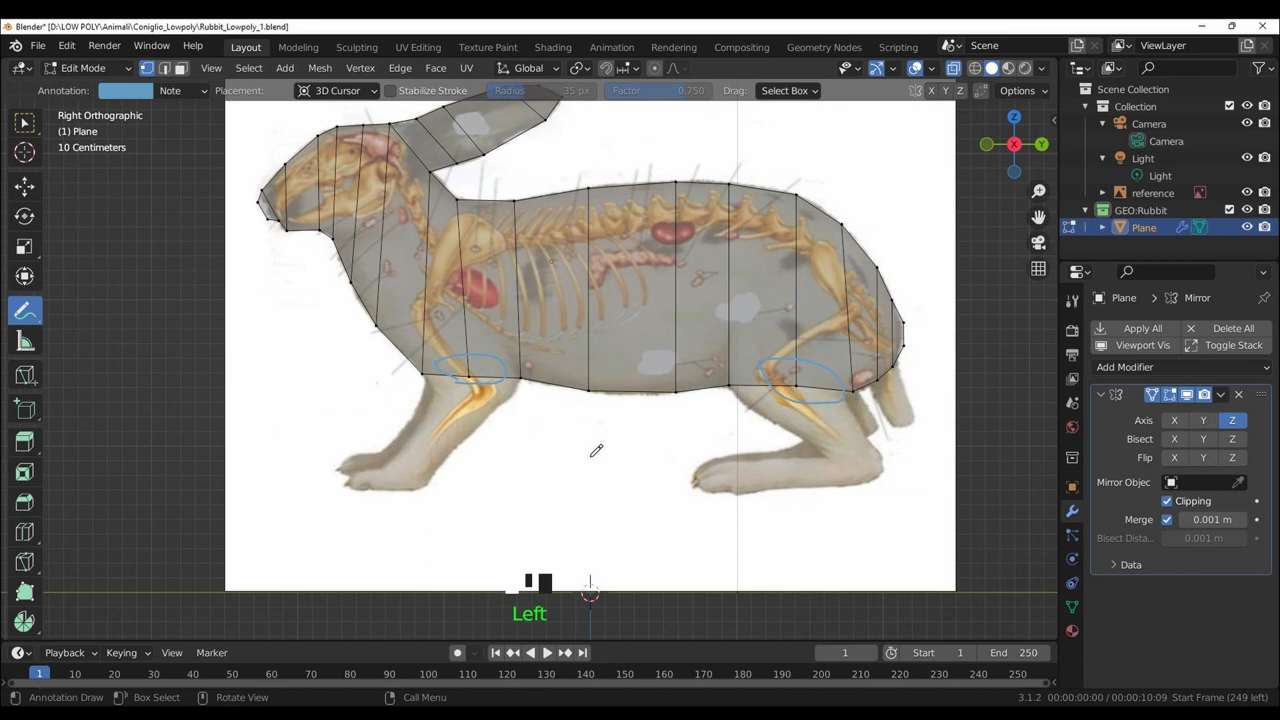 Blender* [D:\LOW POLY\Animali\Coniglio_Lowpoly\Rubbit_Lowpoly_1.blend]
File Edit Render Window Help Layout Modeling Sculpting UV Editing Texture Paint Shading Animation Rendering Compositing Geometry Nodes Scripting Scene ViewLayer
Edit Mode View Select Add Mesh Vertex Edge Face UV Global
Annotation: Note Placement: 3D Cursor Stabilize Stroke Radius 35 px Factor 0.750 Drag: Select Box X Y Z Options
Right Orthographic
(1) Plane
10 Centimeters
Z
X
Y
Scene Collection
Collection
Camera
Camera
Light
Light
reference
GEO:Rubbit
Plane
Plane > Mirror
Apply All Delete All
Viewport Vis Toggle Stack
Add Modifier
Axis X Y Z
Bisect X Y Z
Flip X Y Z
Mirror Objec
Clipping
Merge 0.001 m
Bisect Dista.. 0.001 m
Data
Left
Playback Keying View Marker 1 Start 1 End 250
1 10 20 30 40 50 60 70 80 90 100 110 120 130 140 150 160 170 180 190 200 210 220 230 240 250
Annotation Draw Box Select Rotate View Call Menu 3.1.2 00:00:00:00 / 00:00:10:09 Start Frame (249 left)